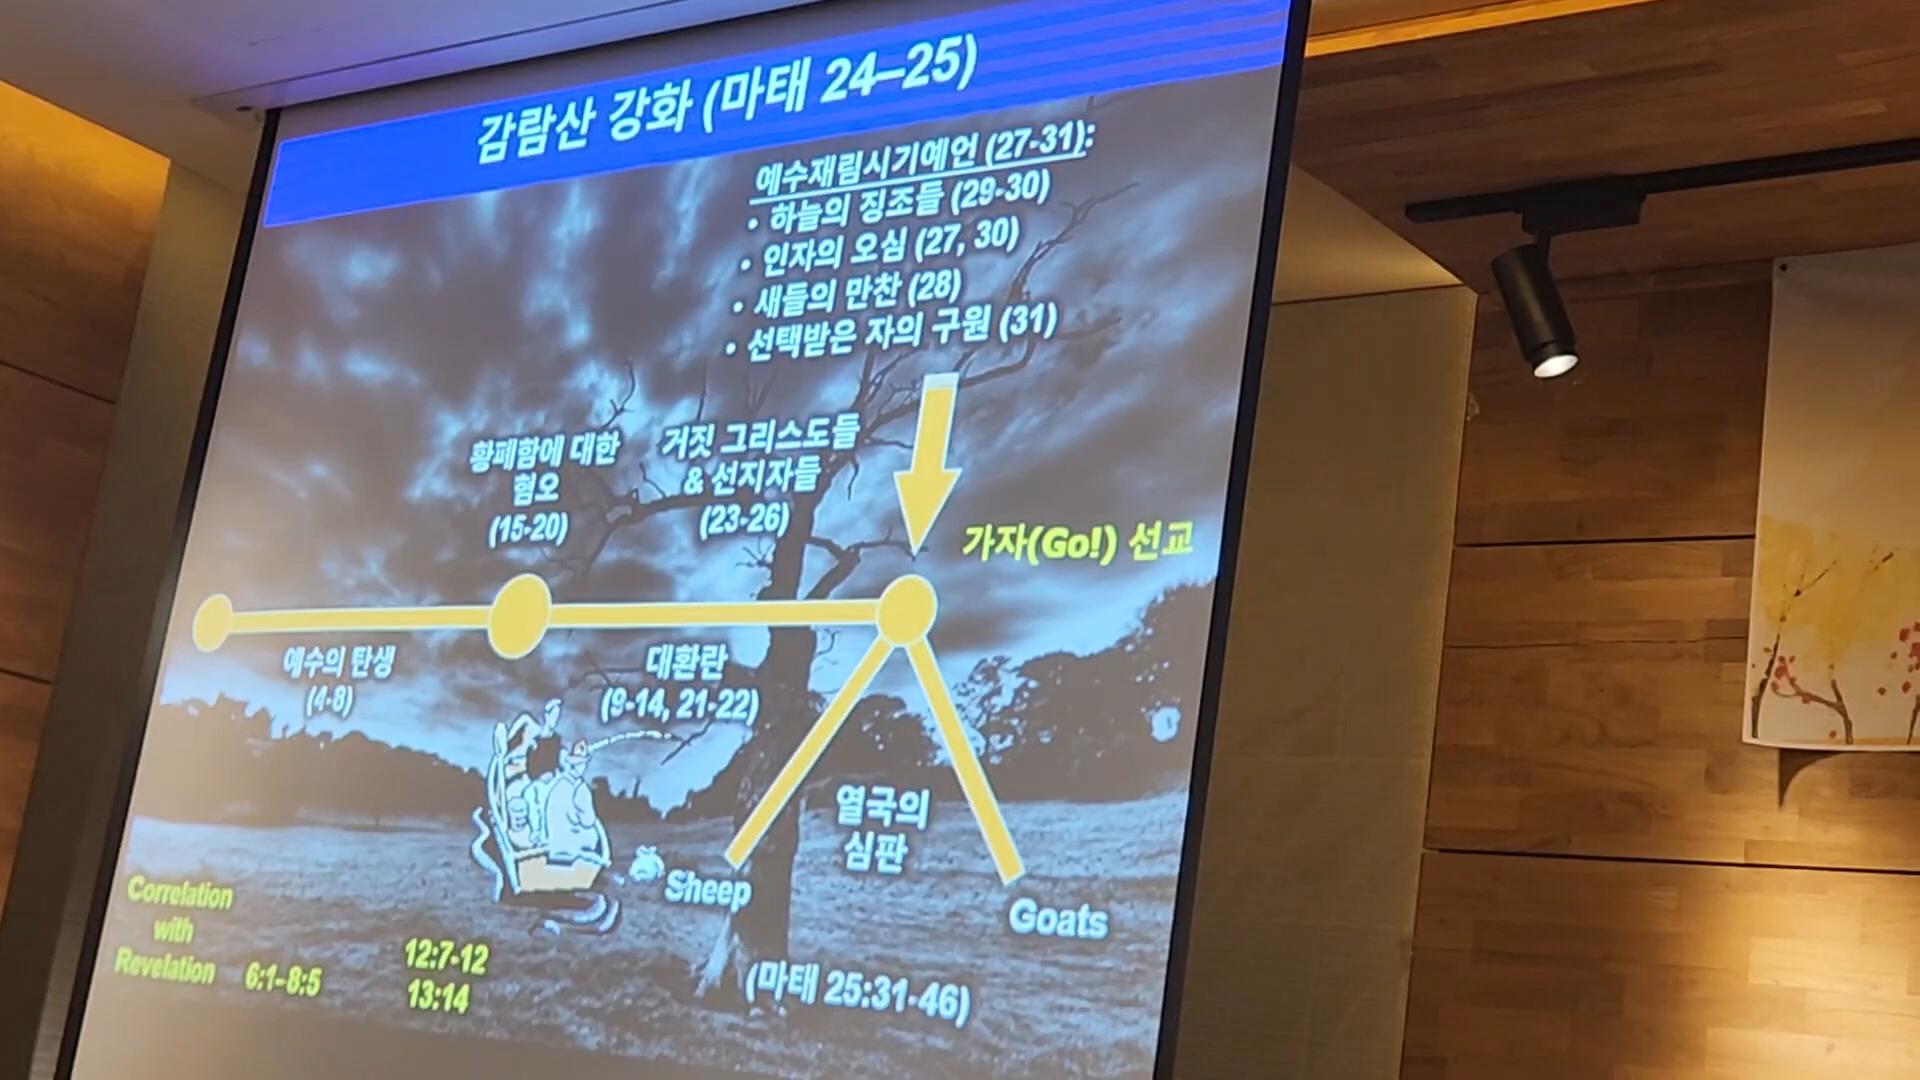 감람산 강화 (마태 24–25)
예수재림시기예언 (27-31):
• 하늘의 징조들 (29-30)
• 인자의 오심 (27, 30)
• 새들의 만찬 (28)
• 선택받은 자의 구원 (31)
황폐함에 대한
혐오
(15-20)
거짓 그리스도들
& 선지자들
(23-26)
가자(Go!) 선교
예수의 탄생
(4-8)
대환란
(9-14, 21-22)
열국의
심판
Sheep
Goats
(마태 25:31-46)
Correlation
with
Revelation
6:1–8:5
12:7-12
13:14